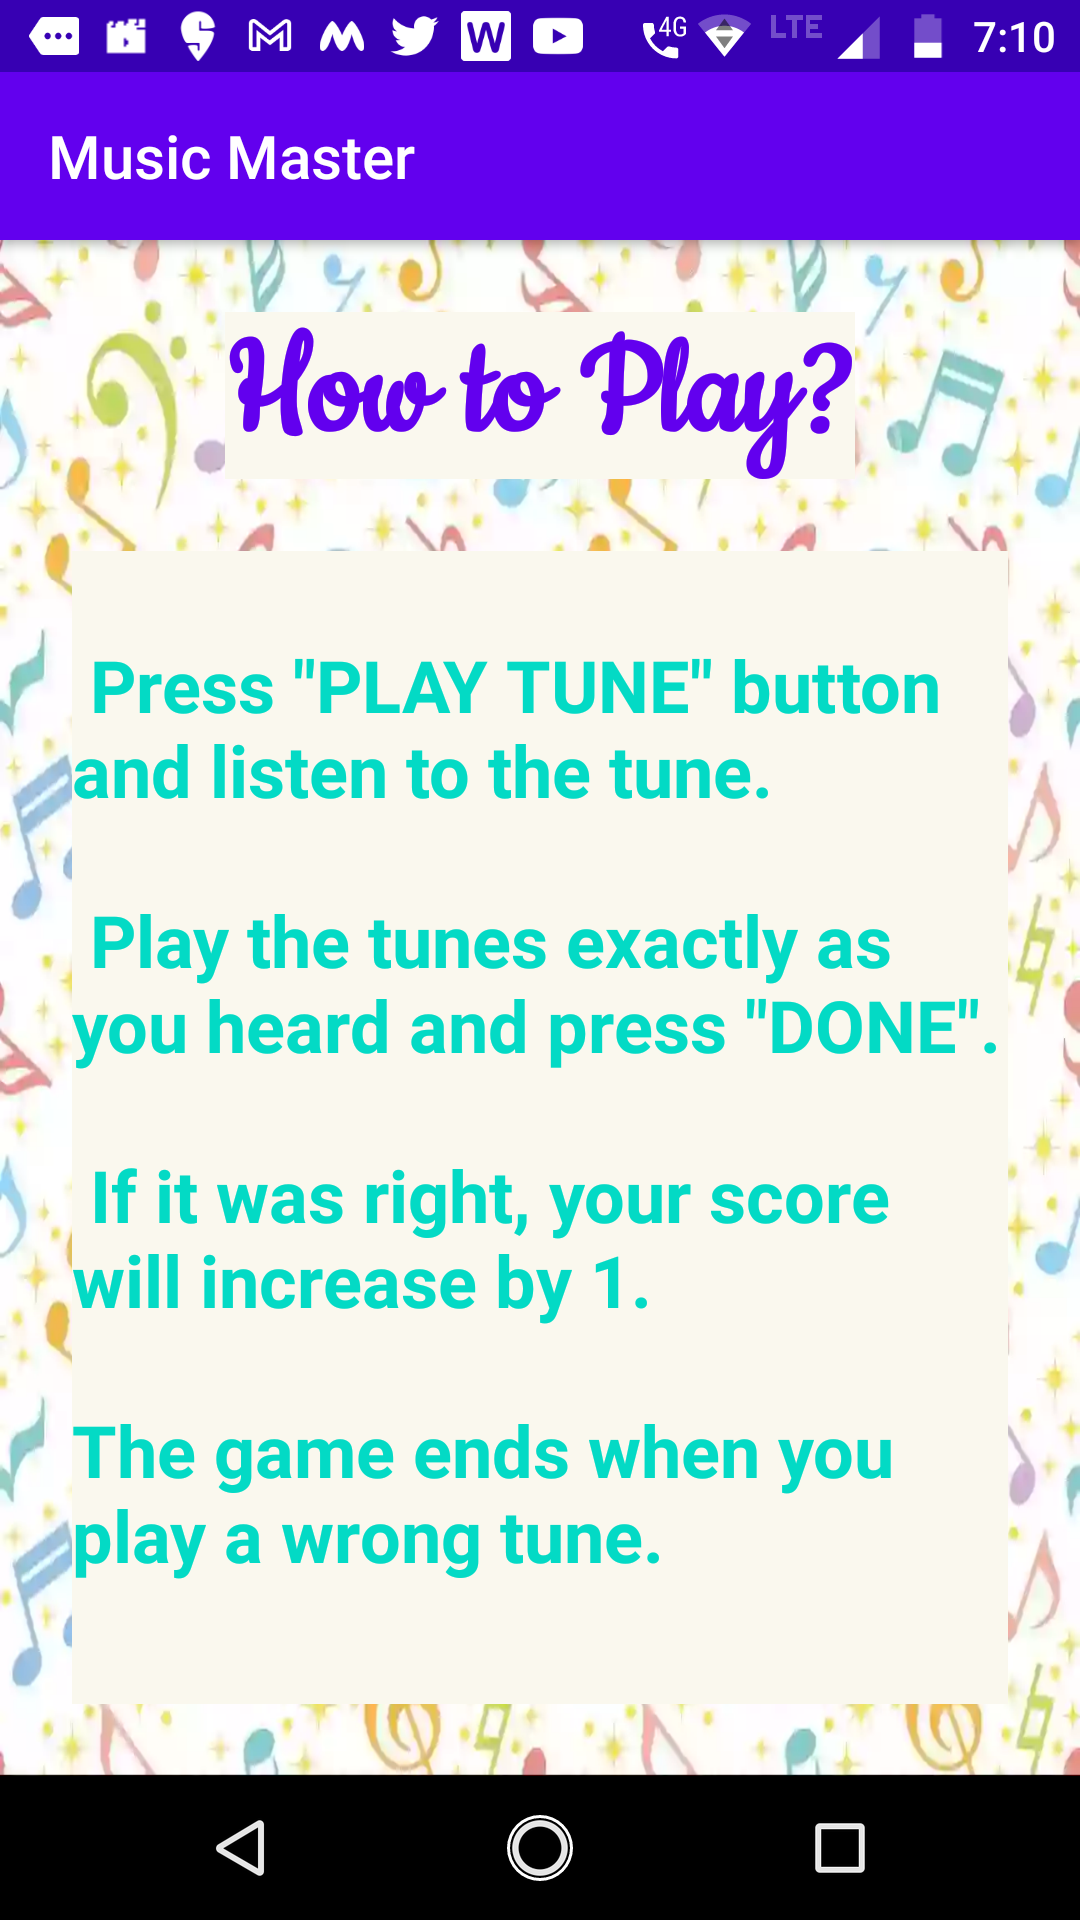 4G LTE 7:10
Music Master
How to Play?
Press "PLAY TUNE" button
and listen to the tune.
Play the tunes exactly as
you heard and press "DONE".
If it was right, your score
will increase by 1.
The game ends when you
play a wrong tune.